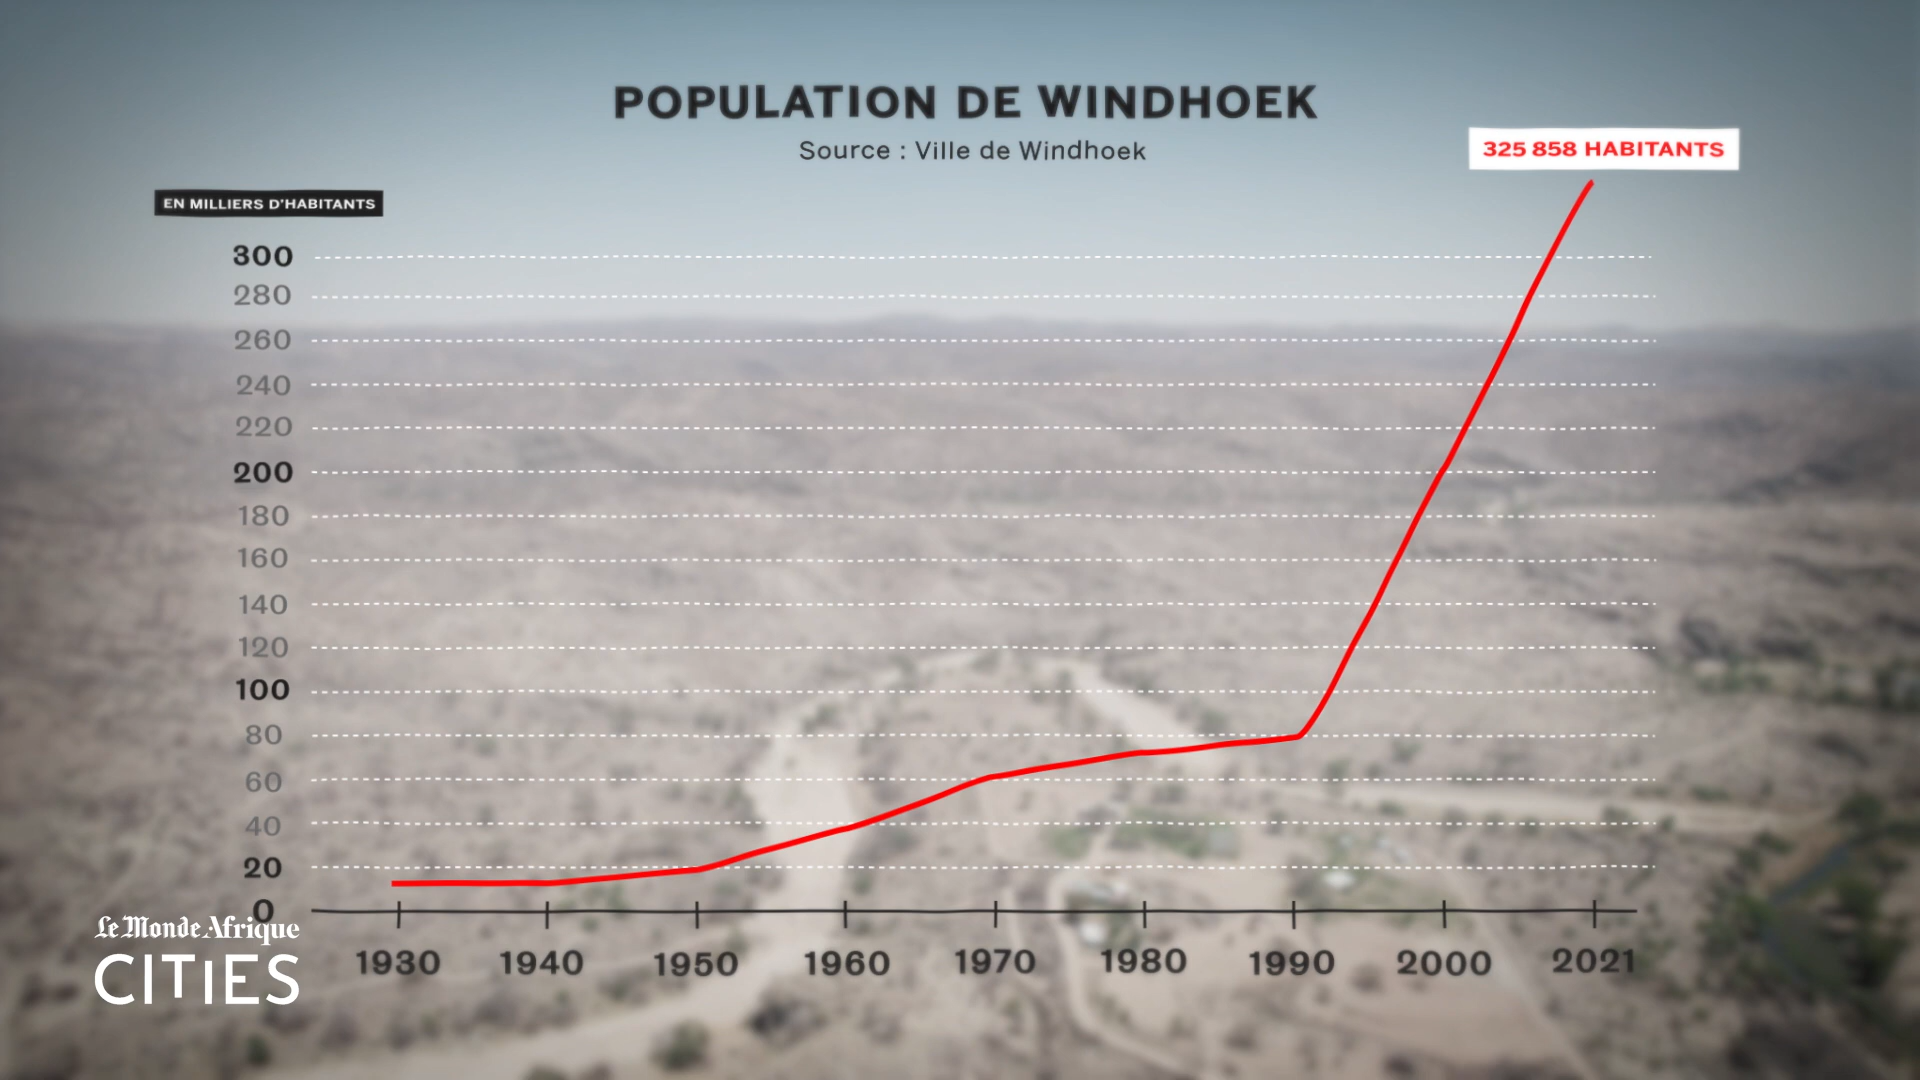 POPULATION DE WINDHOEK
Source : Ville de Windhoek
325 858 HABITANTS
EN MILLIERS D'HABITANTS
300
280
260
240
220
200
180
160
140
120
100
80
60
40
20
0
1930 1940 1950 1960 1970 1980 1990 2000 2021
Le Monde Afrique
CITIES